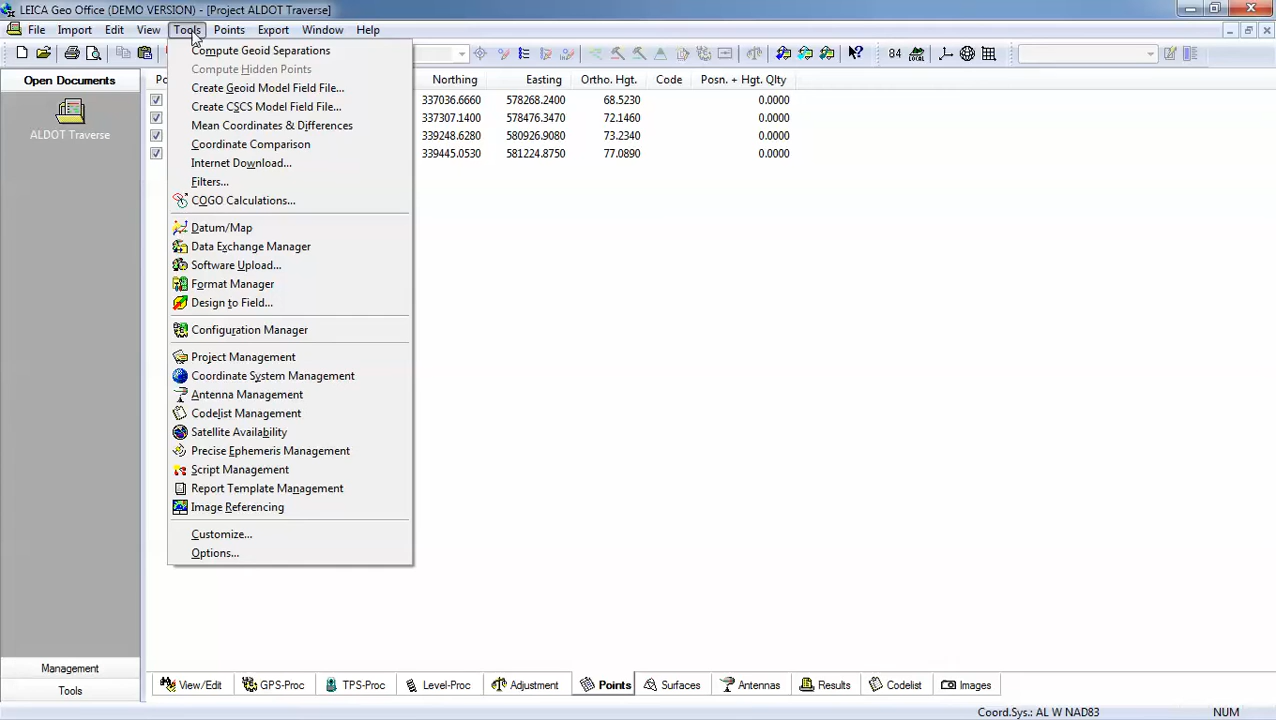 LEICA Geo Office (DEMO VERSION) - [Project ALDOT Traverse]
File Import Edit View Tools Points Export Window Help
84 LOCAL
Open Documents
ALDOT Traverse
Management
Tools
Compute Geoid Separations
Compute Hidden Points
Create Geoid Model Field File...
Create CSCS Model Field File...
Mean Coordinates & Differences
Coordinate Comparison
Internet Download...
Filters...
COGO Calculations...
Datum/Map
Data Exchange Manager
Software Upload...
Format Manager
Design to Field...
Configuration Manager
Project Management
Coordinate System Management
Antenna Management
Codelist Management
Satellite Availability
Precise Ephemeris Management
Script Management
Report Template Management
Image Referencing
Customize...
Options...
Northing Easting Ortho. Hgt. Code Posn. + Hgt. Qlty
337036.6660 578268.2400 68.5230 0.0000
337307.1400 578476.3470 72.1460 0.0000
339248.6280 580926.9080 73.2340 0.0000
339445.0530 581224.8750 77.0890 0.0000
View/Edit GPS-Proc TPS-Proc Level-Proc Adjustment Points Surfaces Antennas Results Codelist Images
Coord.Sys.: AL W NAD83 NUM